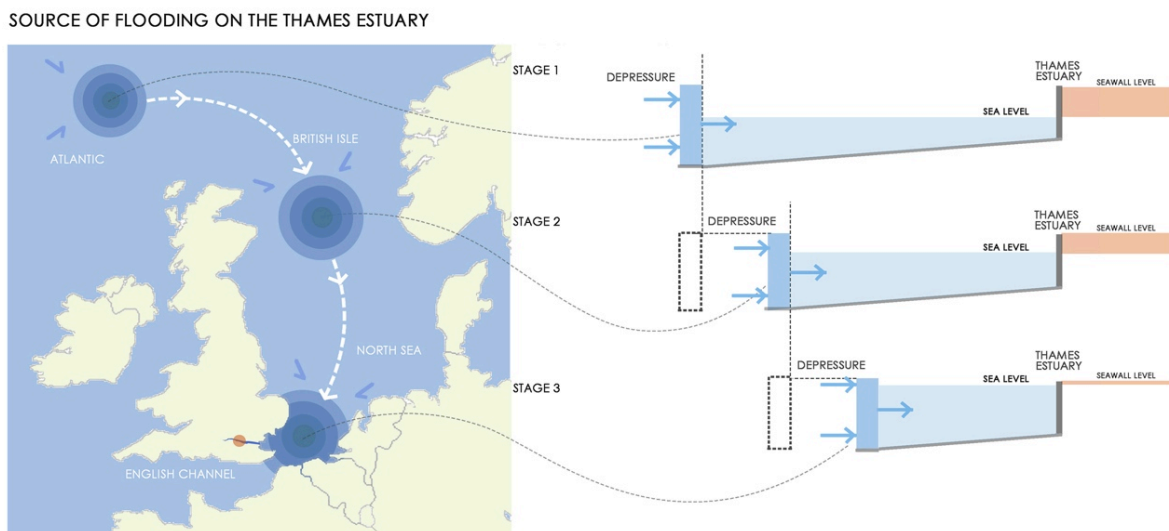 SOURCE OF FLOODING ON THE THAMES ESTUARY
ATLANTIC
BRITISH ISLE
NORTH SEA
ENGLISH CHANNEL
STAGE 1
DEPRESSURE
THAMES
ESTUARY
SEAWALL LEVEL
SEA LEVEL
STAGE 2
DEPRESSURE
THAMES
ESTUARY
SEAWALL LEVEL
SEA LEVEL
STAGE 3
DEPRESSURE
THAMES
ESTUARY
SEAWALL LEVEL
SEA LEVEL